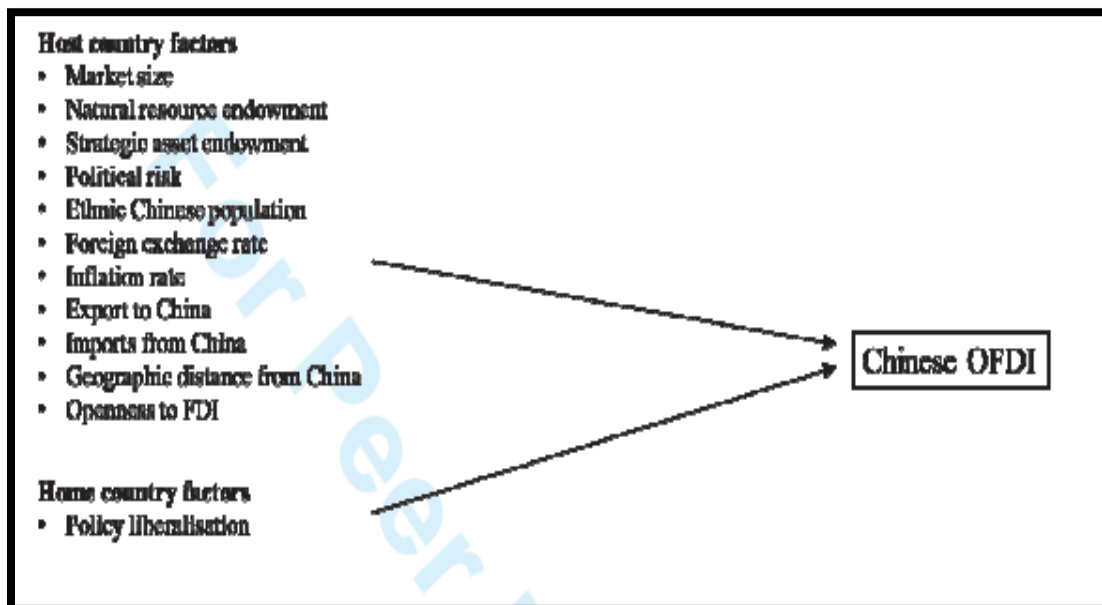 Host country factors
• Market size
• Natural resource endowment
• Strategic asset endowment
• Political risk
• Ethnic Chinese population
• Foreign exchange rate
• Inflation rate
• Export to China
• Imports from China
• Geographic distance from China
• Openness to FDI
Chinese OFDI
Home country factors
• Policy liberalisation
For Peer